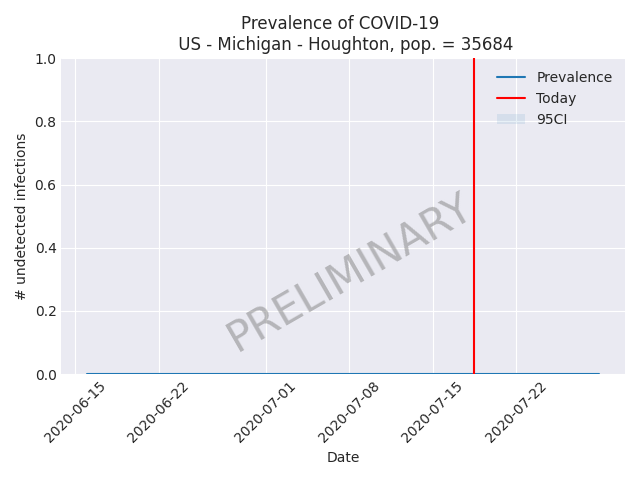 Prevalence of COVID-19
US - Michigan - Houghton, pop. = 35684
1.0
0.8
0.6
0.4
0.2
0.0
# undetected infections
Prevalence
Today
95CI
PRELIMINARY
2020-06-15
2020-06-22
2020-07-01
2020-07-08
2020-07-15
2020-07-22
Date